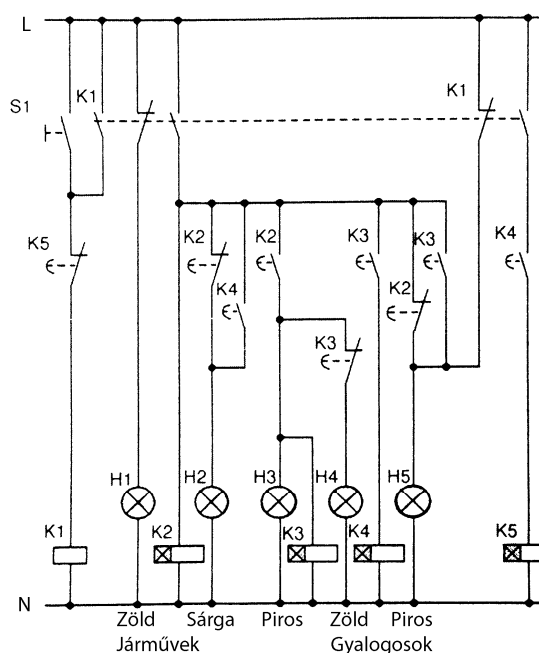 L
S1
K1
K1
K5
K2
K2
K3
K3
K4
K4
K2
K3
H1
H2
H3
H4
H5
K1
K2
K3
K4
K5
N
Zöld Sárga Piros Zöld Piros
Járművek Gyalogosok